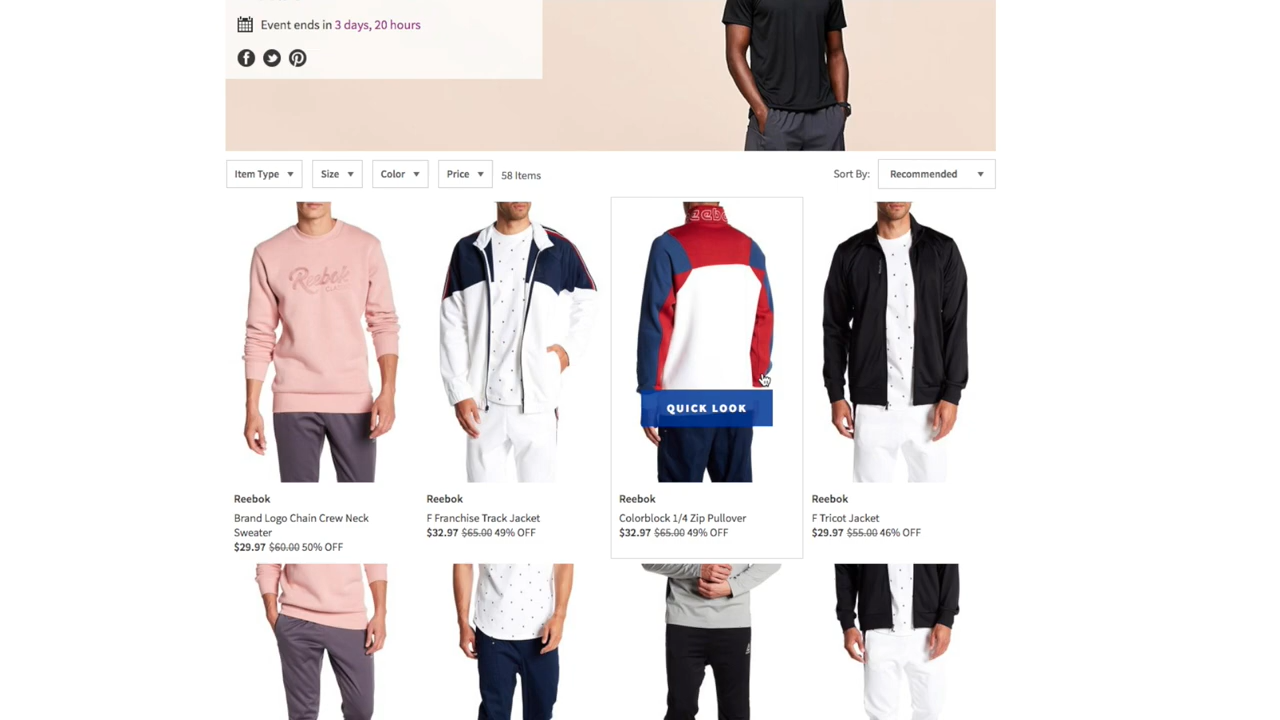 Event ends in 3 days, 20 hours
Item Type
Size
Color
Price
58 Items
Sort By:
Recommended
Reebok
QUICK LOOK
Reebok
Brand Logo Chain Crew Neck
Sweater
$29.97 $60.00 50% OFF
Reebok
F Franchise Track Jacket
$32.97 $65.00 49% OFF
Reebok
Colorblock 1/4 Zip Pullover
$32.97 $65.00 49% OFF
Reebok
F Tricot Jacket
$29.97 $55.00 46% OFF